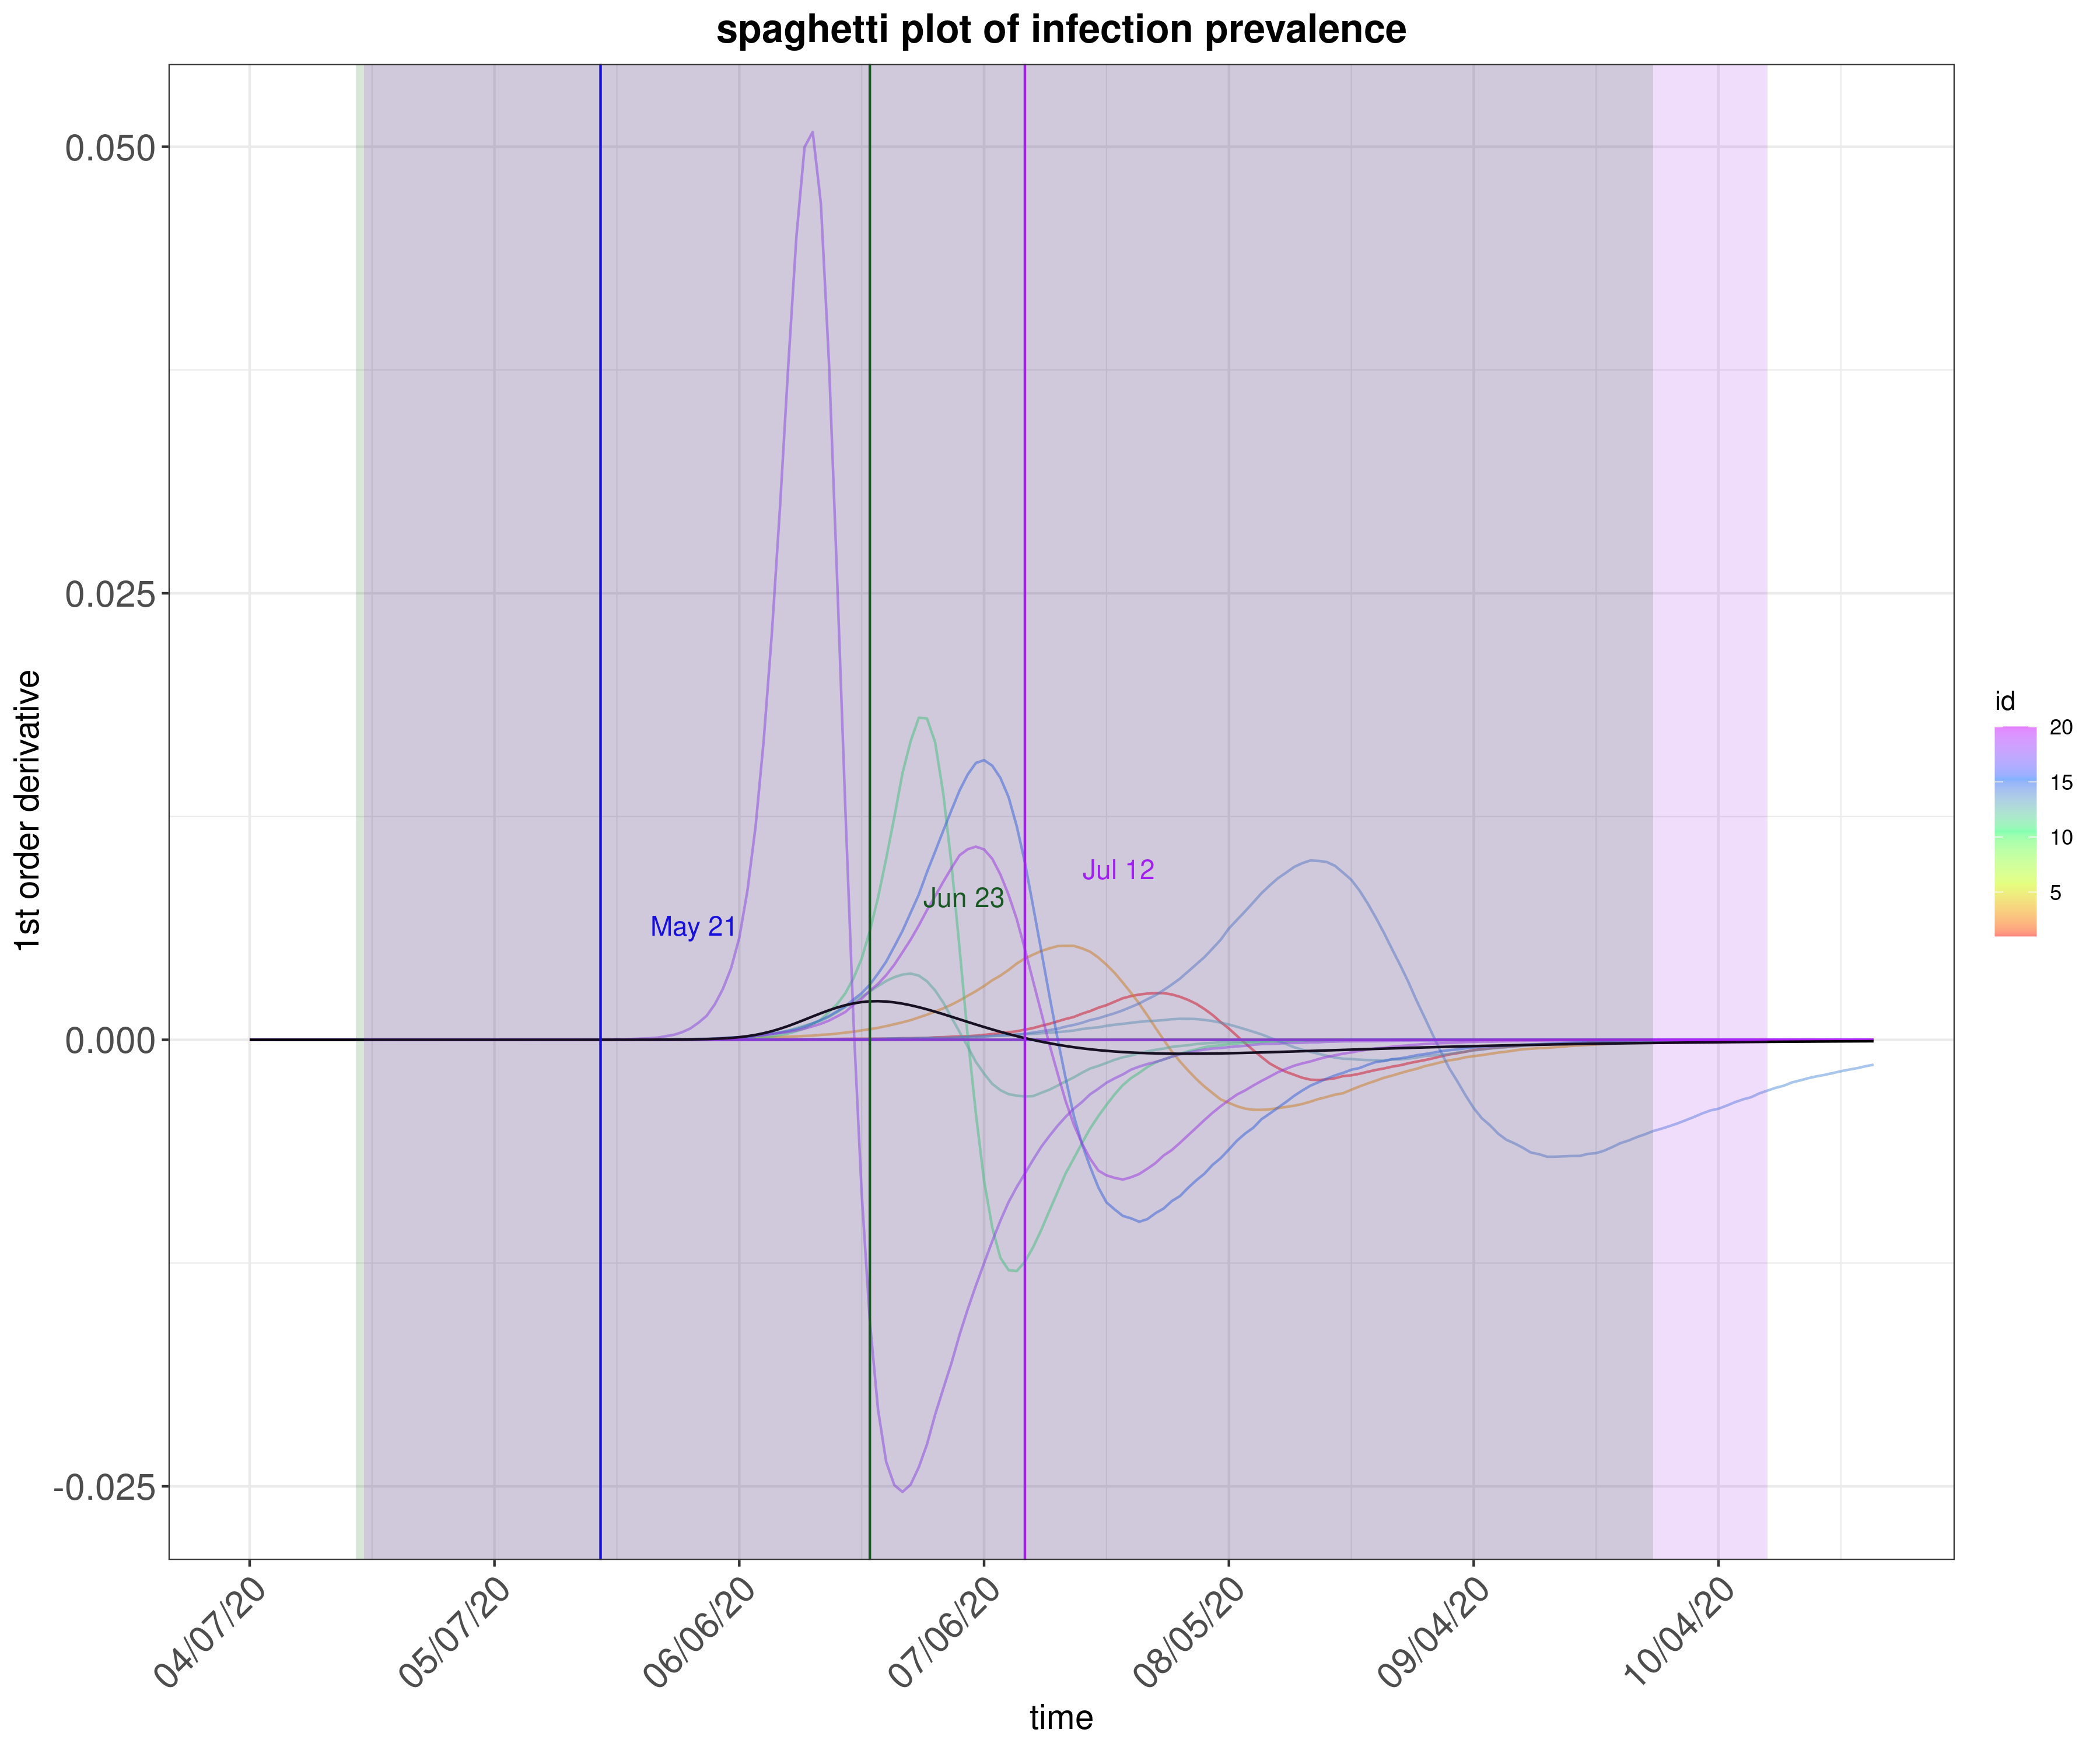 spaghetti plot of infection prevalence
1st order derivative
0.050
0.025
0.000
-0.025
May 21
Jun 23
Jul 12
04/07/20
05/07/20
06/06/20
07/06/20
08/05/20
09/04/20
10/04/20
time
id
20
15
10
5